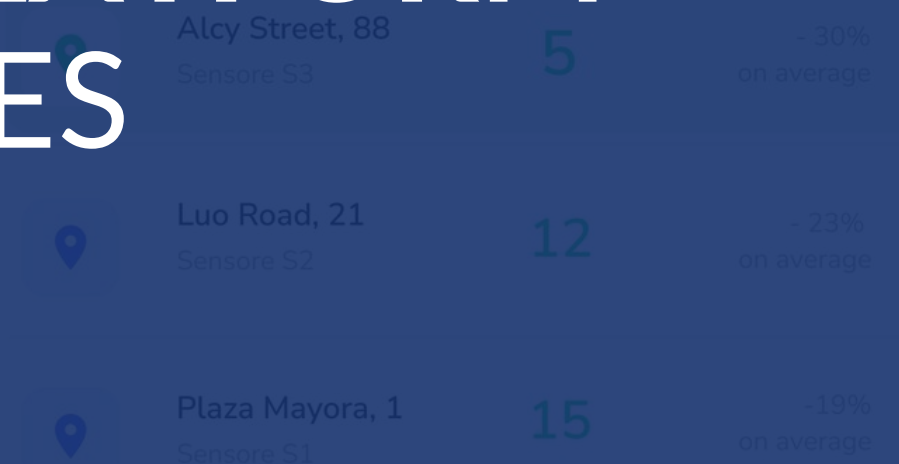 Alcy Street, 88
Sensore S3
5
- 30%
on average
ES
Luo Road, 21
Sensore S2
12
- 23%
on average
Plaza Mayora, 1
Sensore S1
15
-19%
on average